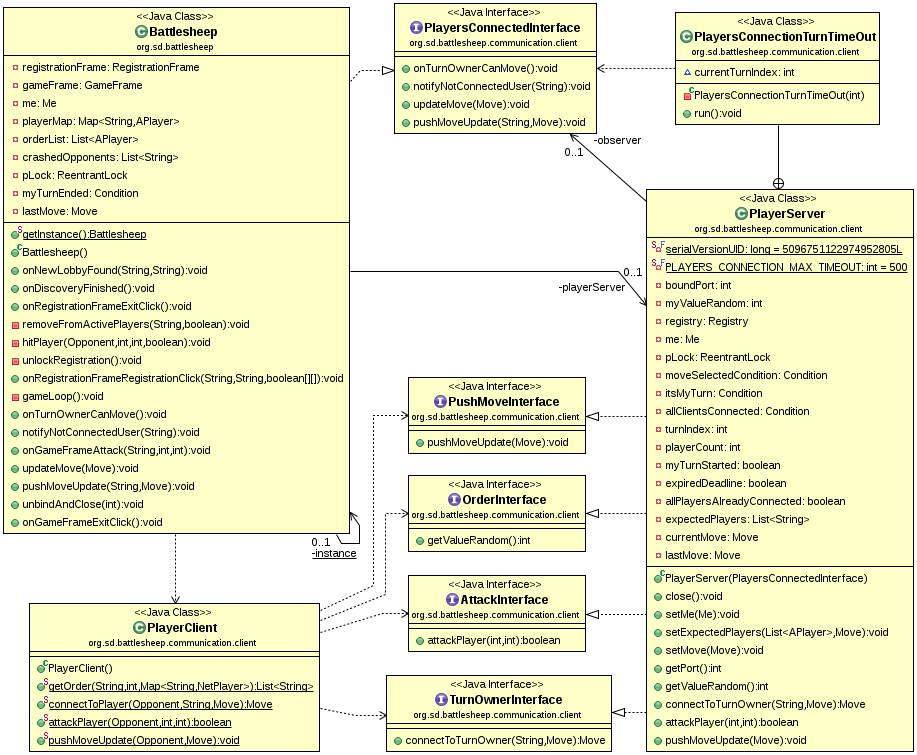 <<Java Class>>
Battlesheep
org.sd.battlesheep
registrationFrame: RegistrationFrame
gameFrame: GameFrame
me: Me
playerMap: Map<String,APlayer>
orderList: List<APlayer>
crashedOpponents: List<String>
pLock: ReentrantLock
myTurnEnded: Condition
lastMove: Move
getInstance():Battlesheep
Battlesheep()
onNewLobbyFound(String,String):void
onDiscoveryFinished():void
onRegistrationFrameExitClick():void
removeFromActivePlayers(String,boolean):void
hitPlayer(Opponent,int,int,boolean):void
unlockRegistration():void
onRegistrationFrameRegistrationClick(String,String,boolean[][]):void
gameLoop():void
onTurnOwnerCanMove():void
notifyNotConnectedUser(String):void
onGameFrameAttack(String,int,int):void
updateMove(Move):void
pushMoveUpdate(String,Move):void
unbindAndClose(int):void
onGameFrameExitClick():void
0..1
-instance
<<Java Interface>>
PlayersConnectedInterface
org.sd.battlesheep.communication.client
onTurnOwnerCanMove():void
notifyNotConnectedUser(String):void
updateMove(Move):void
pushMoveUpdate(String,Move):void
-observer
0..1
<<Java Class>>
PlayersConnectionTurnTimeOut
org.sd.battlesheep.communication.client
currentTurnIndex: int
PlayersConnectionTurnTimeOut(int)
run():void
0..1
-playerServer
<<Java Class>>
PlayerServer
org.sd.battlesheep.communication.client
serialVersionUID: long = 5096751122974952805L
PLAYERS_CONNECTION_MAX_TIMEOUT: int = 500
boundPort: int
myValueRandom: int
registry: Registry
me: Me
pLock: ReentrantLock
moveSelectedCondition: Condition
itsMyTurn: Condition
allClientsConnected: Condition
turnIndex: int
playerCount: int
myTurnStarted: boolean
expiredDeadline: boolean
allPlayersAlreadyConnected: boolean
expectedPlayers: List<String>
currentMove: Move
lastMove: Move
PlayerServer(PlayersConnectedInterface)
close():void
setMe(Me):void
setExpectedPlayers(List<APlayer>,Move):void
setMove(Move):void
getPort():int
getValueRandom():int
connectToTurnOwner(String,Move):Move
attackPlayer(int,int):boolean
pushMoveUpdate(Move):void
<<Java Interface>>
PushMoveInterface
org.sd.battlesheep.communication.client
pushMoveUpdate(Move):void
<<Java Interface>>
OrderInterface
org.sd.battlesheep.communication.client
getValueRandom():int
<<Java Interface>>
AttackInterface
org.sd.battlesheep.communication.client
attackPlayer(int,int):boolean
<<Java Interface>>
TurnOwnerInterface
org.sd.battlesheep.communication.client
connectToTurnOwner(String,Move):Move
<<Java Class>>
PlayerClient
org.sd.battlesheep.communication.client
PlayerClient()
getOrder(String,int,Map<String,NetPlayer>):List<String>
connectToPlayer(Opponent,String,Move):Move
attackPlayer(Opponent,int,int):boolean
pushMoveUpdate(Opponent,Move):void